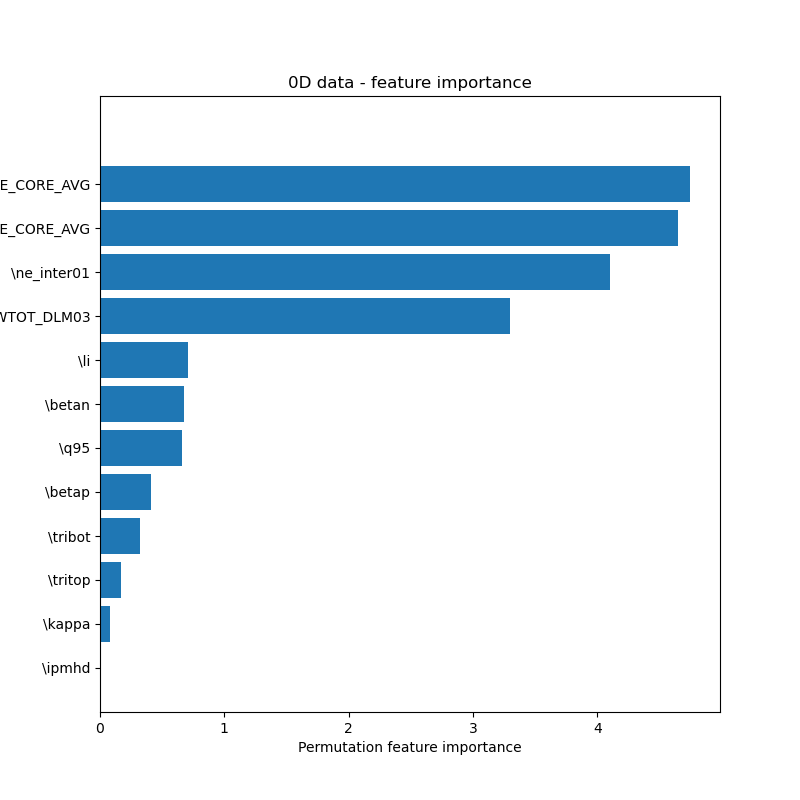 0D data - feature importance
E_CORE_AVG
E_CORE_AVG
\ne_inter01
WTOT_DLM03
\li
\betan
\q95
\betap
\tribot
\tritop
\kappa
\ipmhd
0 1 2 3 4
Permutation feature importance